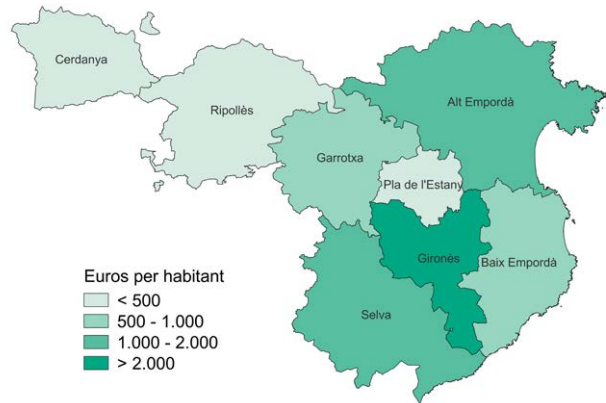 Cerdanya
Ripollès
Alt Empordà
Garrotxa
Pla de l'Estany
Gironès
Baix Empordà
Selva
Euros per habitant
< 500
500 - 1.000
1.000 - 2.000
> 2.000